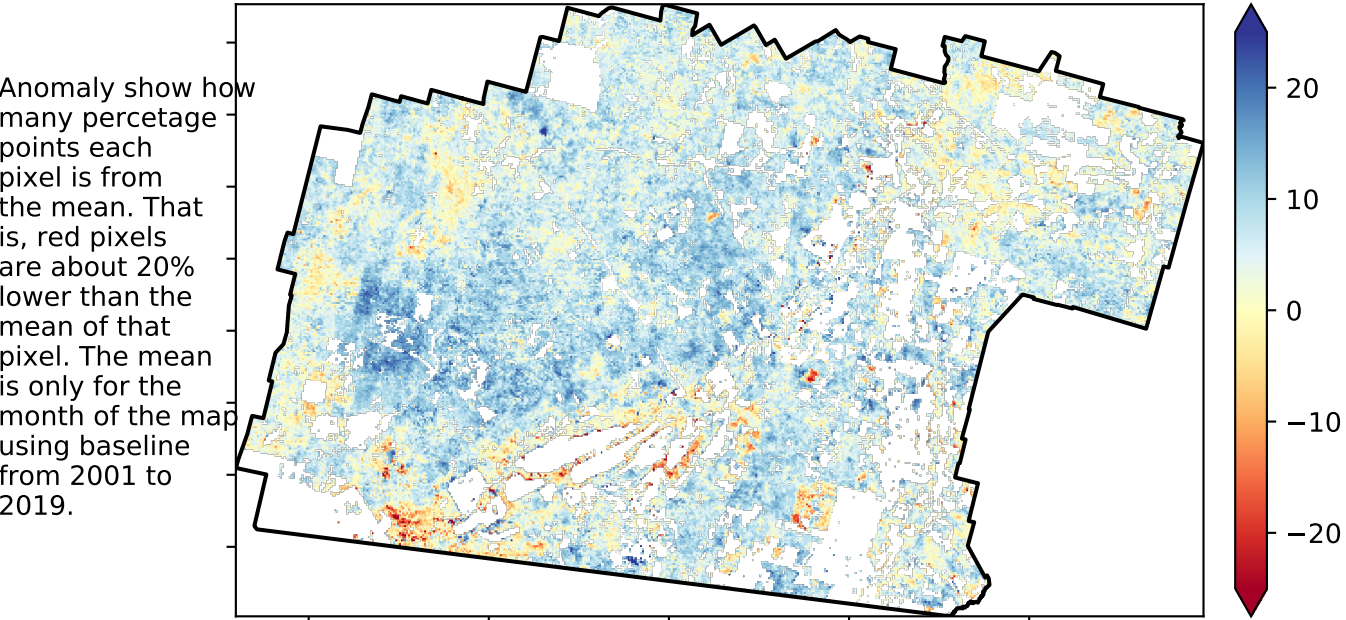 Anomaly show how
many percetage
points each
pixel is from
the mean. That
is, red pixels
are about 20%
lower than the
mean of that
pixel. The mean
is only for the
month of the map
using baseline
from 2001 to
2019.
20
10
0
−10
−20